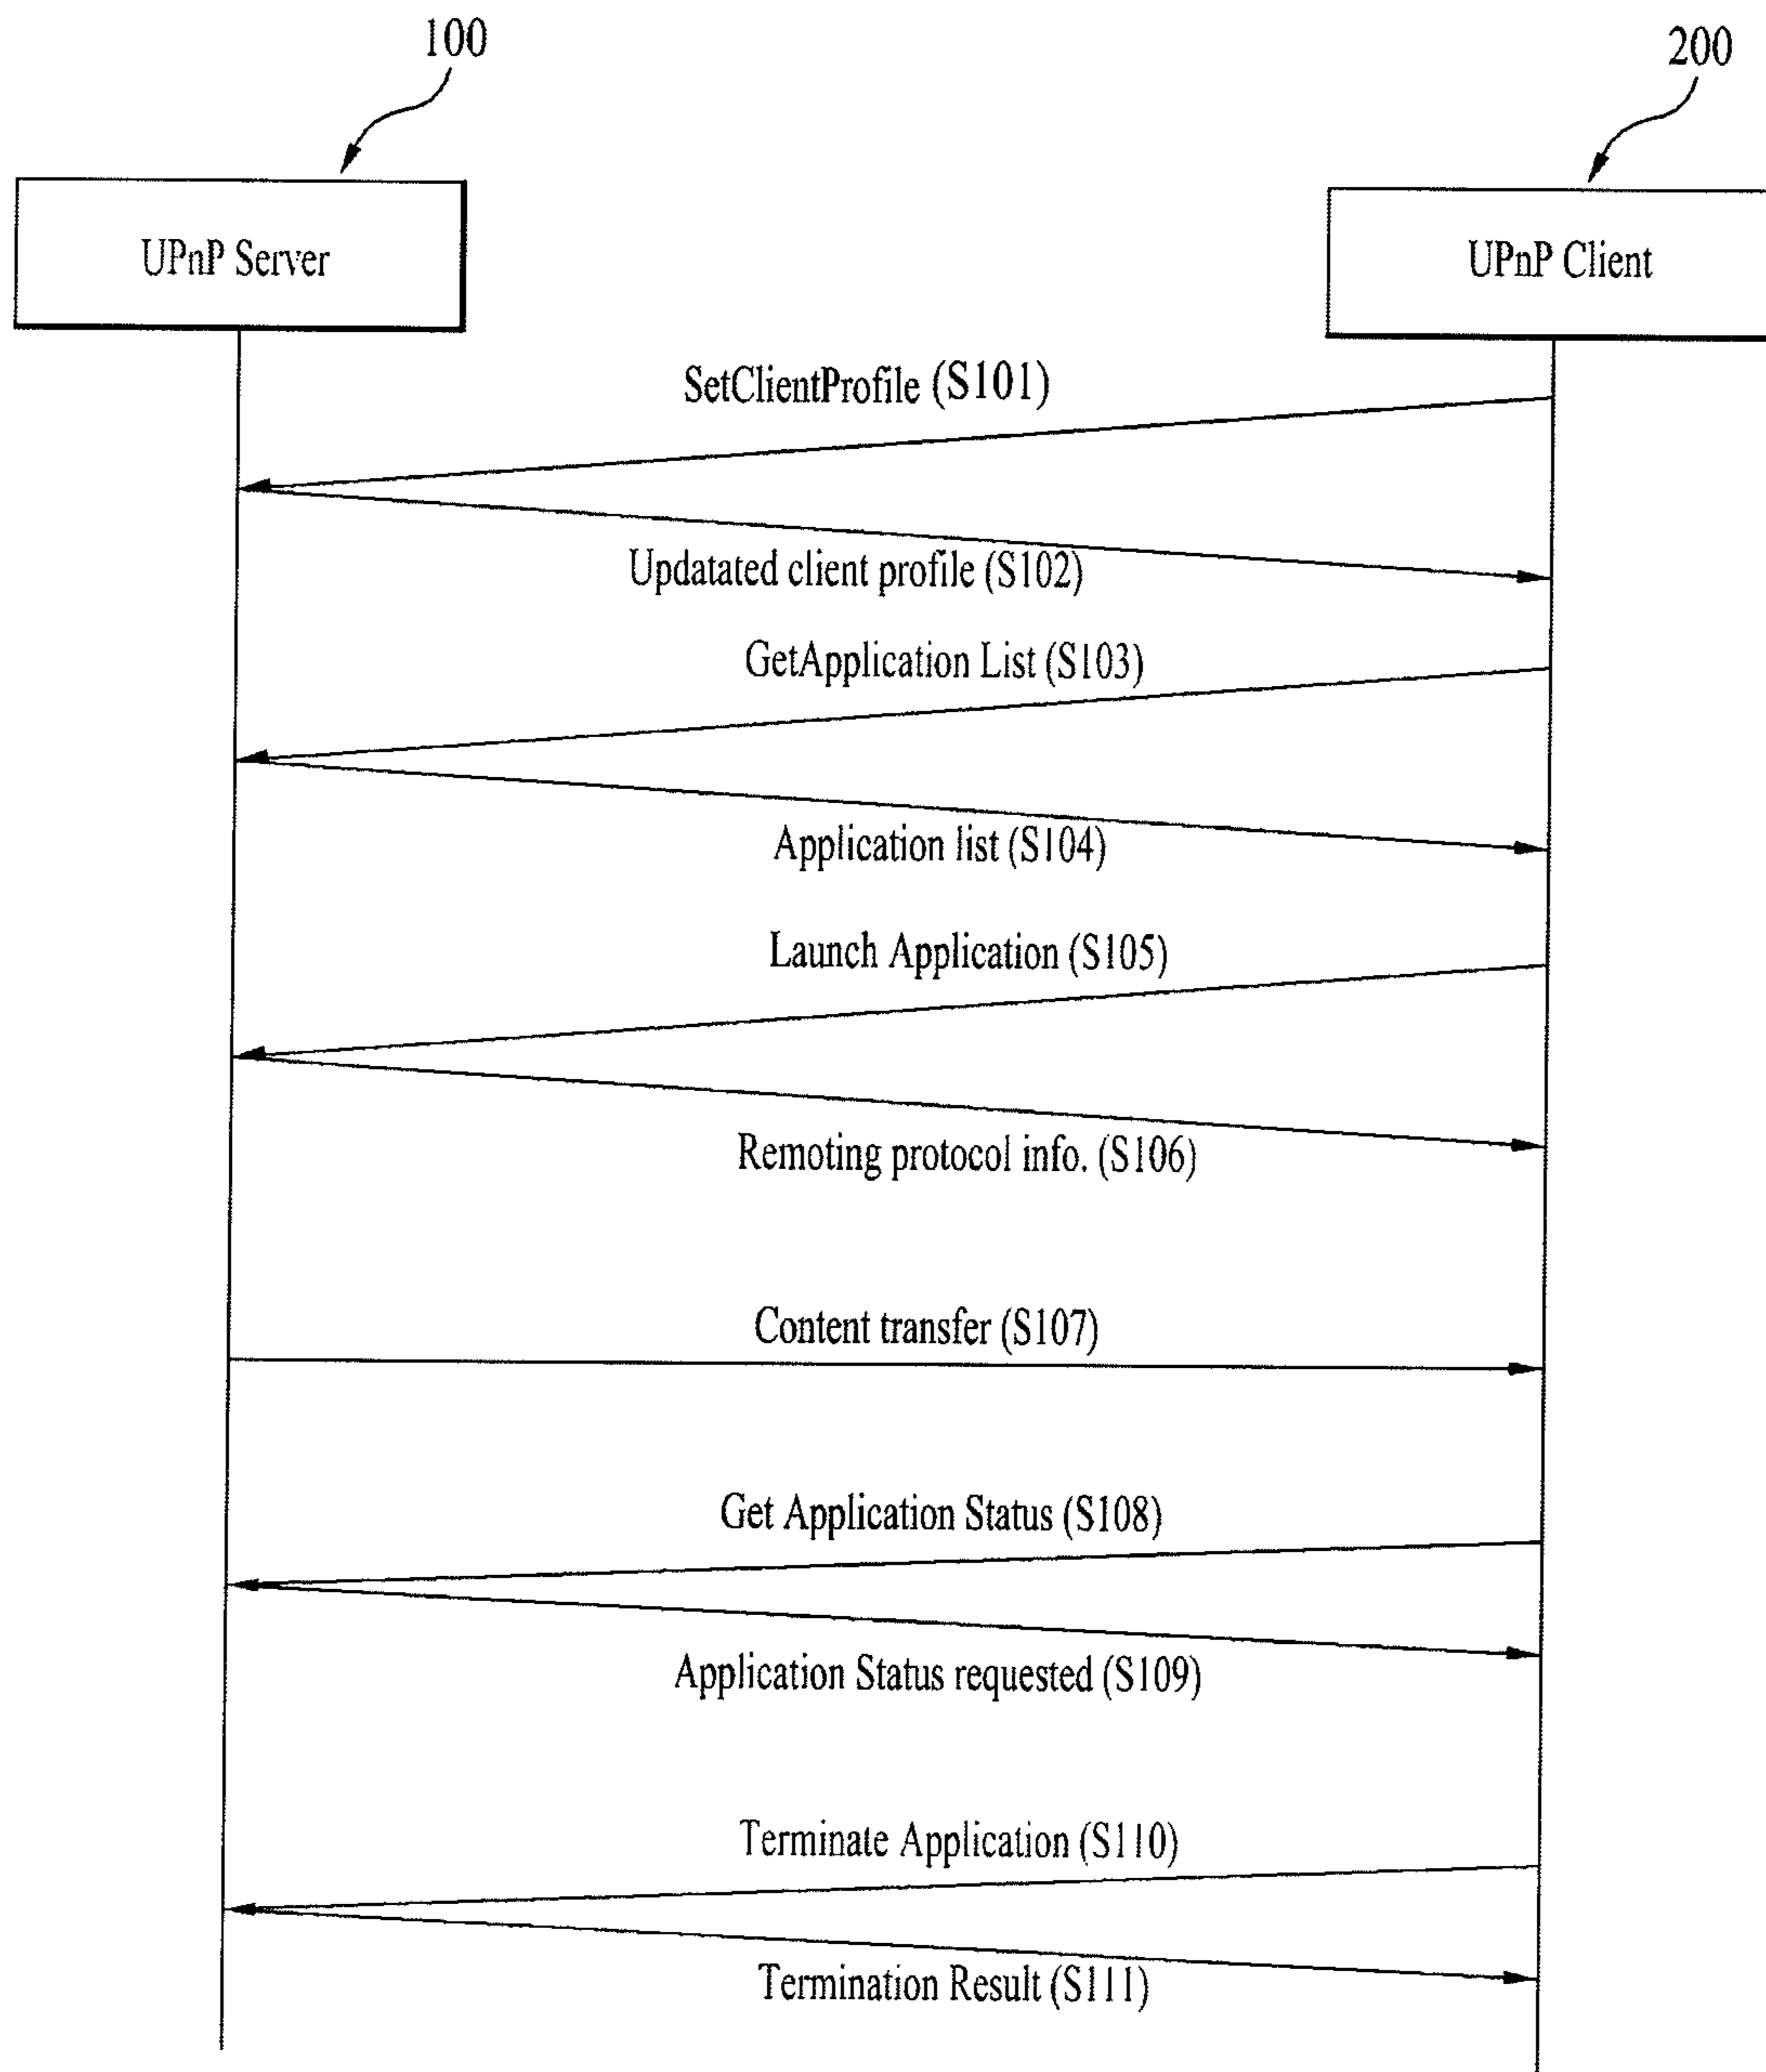 100
200
UPnP Server
UPnP Client
SetClientProfile (S101)
Updatated client profile (S102)
GetApplication List (S103)
Application list (S104)
Launch Application (S105)
Remoting protocol info. (S106)
Content transfer (S107)
Get Application Status (S108)
Application Status requested (S109)
Terminate Application (S110)
Termination Result (S111)